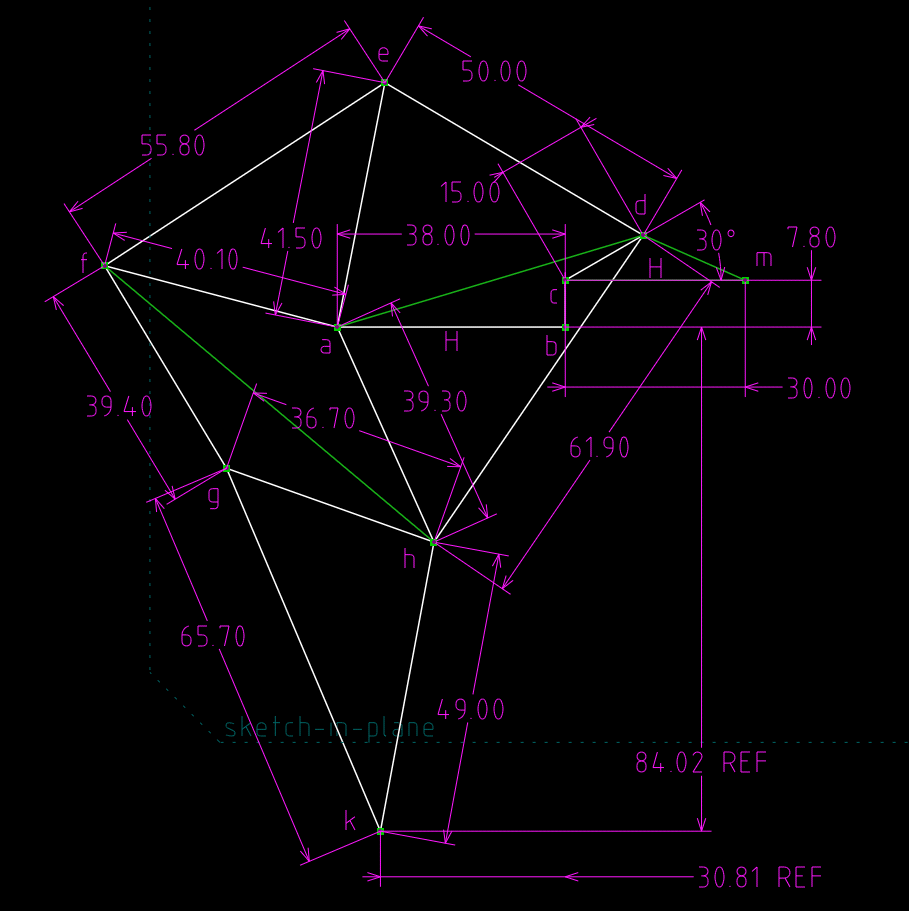 e
50.00
55.80
15.00
d
41.50
38.00
30°
7.80
f
40.10
H
m
c
a
H
b
39.40
36.70
39.30
30.00
61.90
g
h
65.70
49.00
sketch-in-plane
84.02 REF
k
30.81 REF